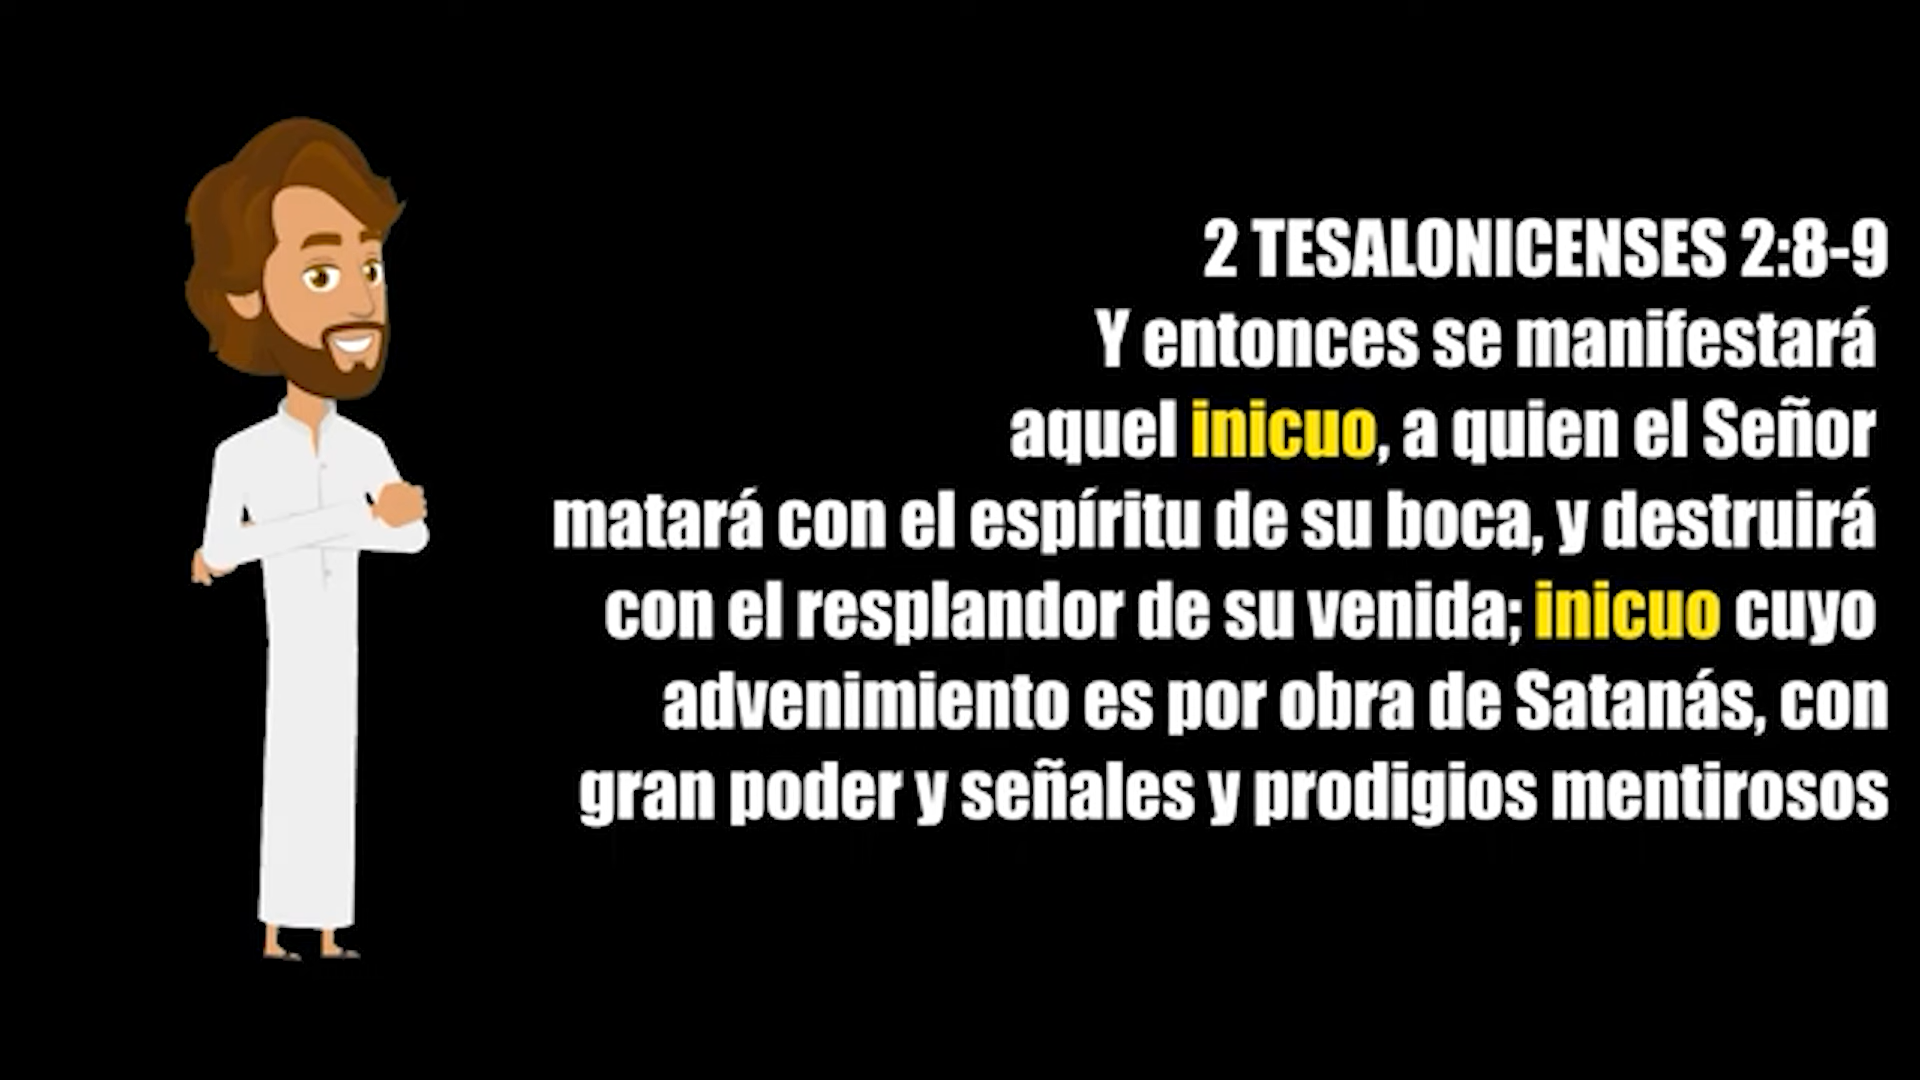 2 TESALONICENSES 2:8-9
Y entonces se manifestará
aquel inicuo, a quien el Señor
matará con el espíritu de su boca, y destruirá
con el resplandor de su venida; inicuo cuyo
advenimiento es por obra de Satanás, con
gran poder y señales y prodigios mentirosos